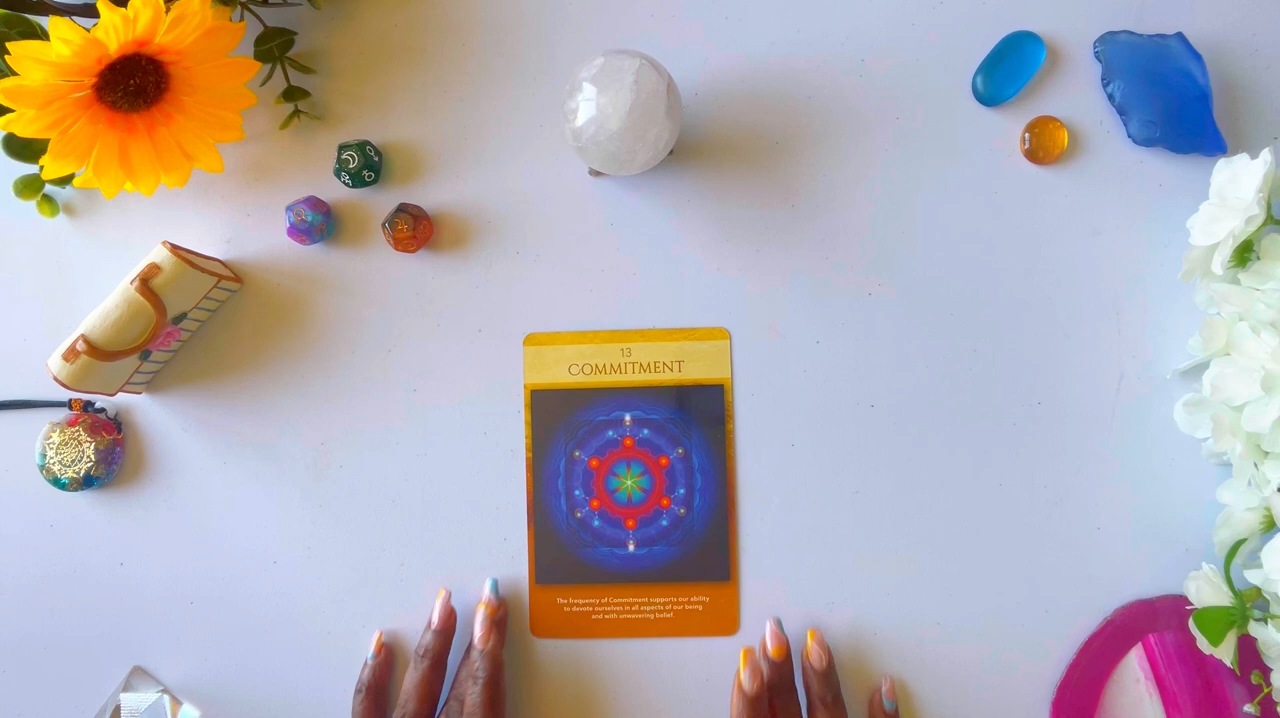 13
COMMITMENT
The frequency of Commitment supports our ability
to devote ourselves in all aspects of our being
and with unwavering belief.